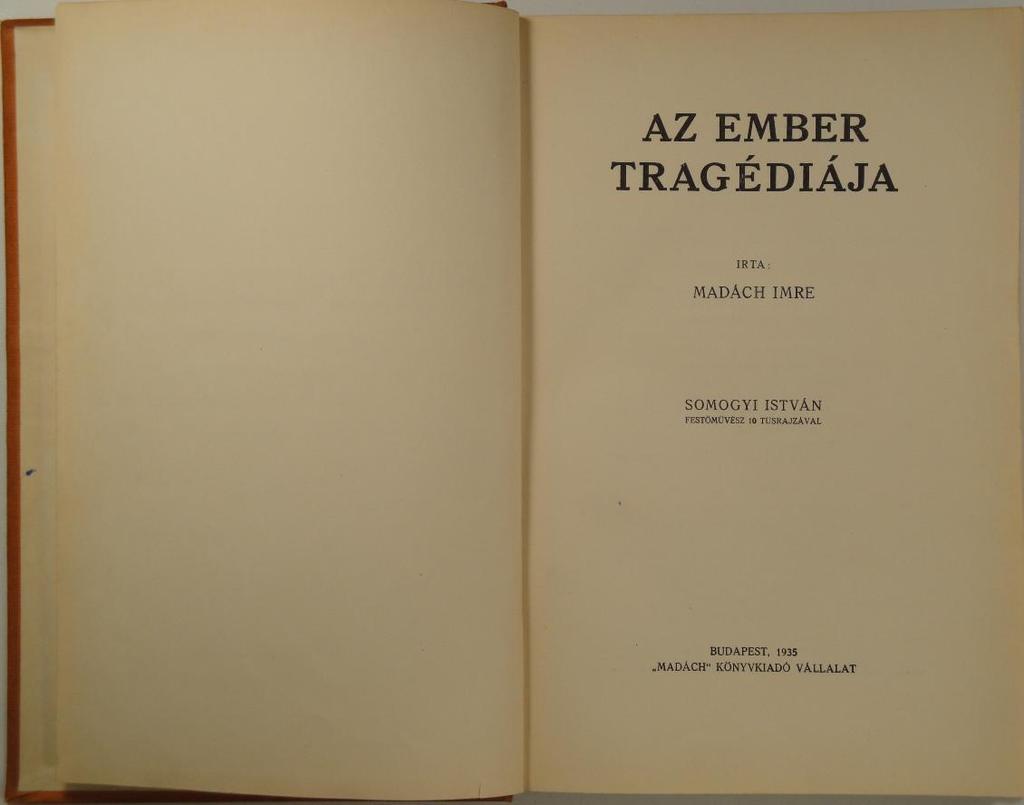 AZ EMBER
TRAGÉDIÁJA
IRTA:
MADÁCH IMRE
SOMOGYI ISTVÁN
FESTŐMŰVÉSZ 10 TUSRAJZÁVAL
BUDAPEST, 1935
„MADÁCH" KÖNYVKIADÓ VÁLLALAT